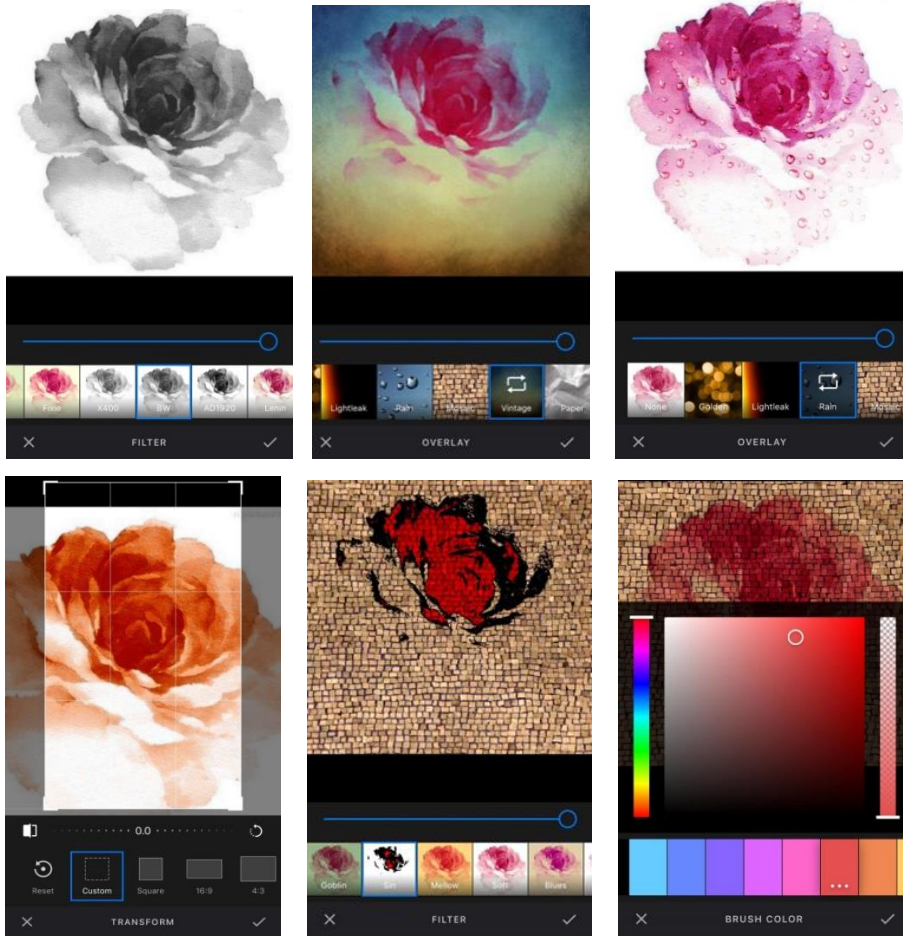 Fixie X400 BW AD1920 Lenin
FILTER
Lightleak Rain Mosaic Vintage Paper
OVERLAY
None Golden Lightleak Rain Mosaic
OVERLAY
0.0
Reset Custom Square 16:9 4:3
TRANSFORM
Goblin Sin Mellow Soft Blues
FILTER
BRUSH COLOR